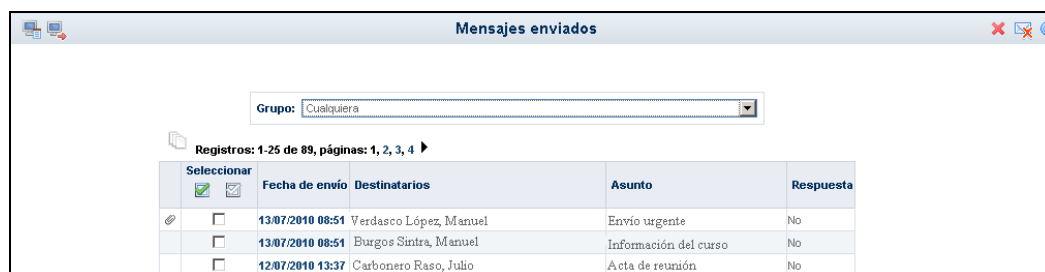 Mensajes enviados
Grupo: Cualquiera
Registros: 1-25 de 89, páginas: 1, 2, 3, 4
Seleccionar
Fecha de envío Destinatarios Asunto Respuesta
13/07/2010 08:51 Verdasco López, Manuel Envío urgente No
13/07/2010 08:51 Burgos Sintra, Manuel Información del curso No
12/07/2010 13:37 Carbonero Raso, Julio Acta de reunión No